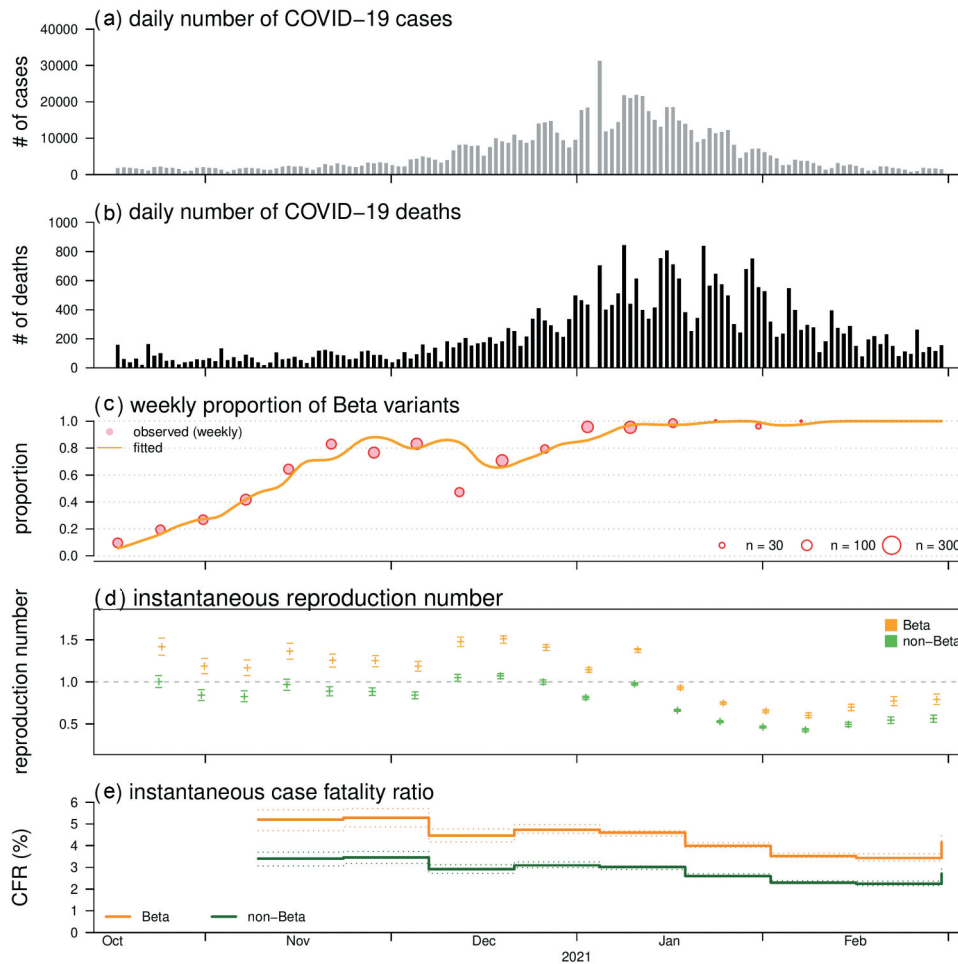 (a) daily number of COVID−19 cases
# of cases
40000
30000
20000
10000
0
(b) daily number of COVID−19 deaths
# of deaths
1000
800
600
400
200
0
(c) weekly proportion of Beta variants
observed (weekly)
fitted
proportion
1.0
0.8
0.6
0.4
0.2
0.0
n = 30
n = 100
n = 300
(d) instantaneous reproduction number
Beta
non−Beta
reproduction number
1.5
1.0
0.5
(e) instantaneous case fatality ratio
CFR (%)
6
5
4
3
2
1
0
Beta
non−Beta
Oct
Nov
Dec
Jan
Feb
2021